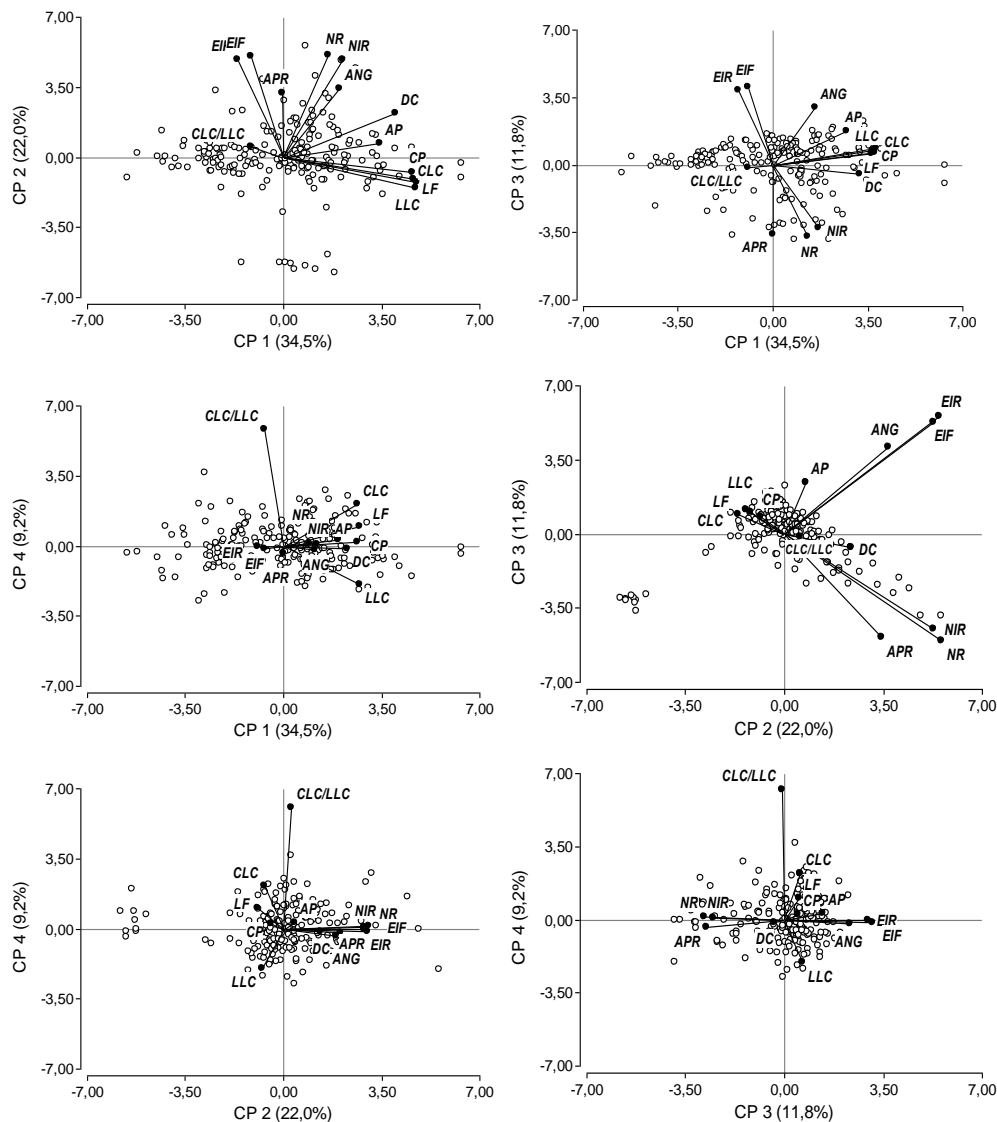 7,00
EIF
NR
NIR
3,50
APR
ANG
DC
AP
CLC/LLC
CP
0,00
CLC
LF
LLC
-3,50
-7,00
-7,00 -3,50 0,00 3,50 7,00
CP 2 (22,0%)
CP 1 (34,5%)
7,00
EIR EIF
3,50
ANG
AP
LLC
CLC
CP
0,00
LF
CLC/LLC
DC
-3,50
APR
NR
NIR
-7,00
-7,00 -3,50 0,00 3,50 7,00
CP 3 (11,8%)
CP 1 (34,5%)
7,00
CLC/LLC
3,50
CLC
NR
LF
NIR AP
0,00
CP
EIR
EIF
APR
ANG
DC
LLC
-3,50
-7,00
-7,00 -3,50 0,00 3,50 7,00
CP 4 (9,2%)
CP 1 (34,5%)
7,00
EIR
EIF
ANG
3,50
AP
LLC
LF
CP
CLC
0,00
CLC/LLC
DC
-3,50
NIR
APR
NR
-7,00
-7,00 -3,50 0,00 3,50 7,00
CP 3 (11,8%)
CP 2 (22,0%)
7,00
CLC/LLC
3,50
CLC
LF
AP
NIR NR
0,00
CP
EIF
DC
APR EIR
ANG
LLC
-3,50
-7,00
-7,00 -3,50 0,00 3,50 7,00
CP 4 (9,2%)
CP 2 (22,0%)
7,00
CLC/LLC
3,50
CLC
LF
NR NIR
CP AP
0,00
EIR
APR
DC
ANG
EIF
LLC
-3,50
-7,00
-7,00 -3,50 0,00 3,50 7,00
CP 4 (9,2%)
CP 3 (11,8%)